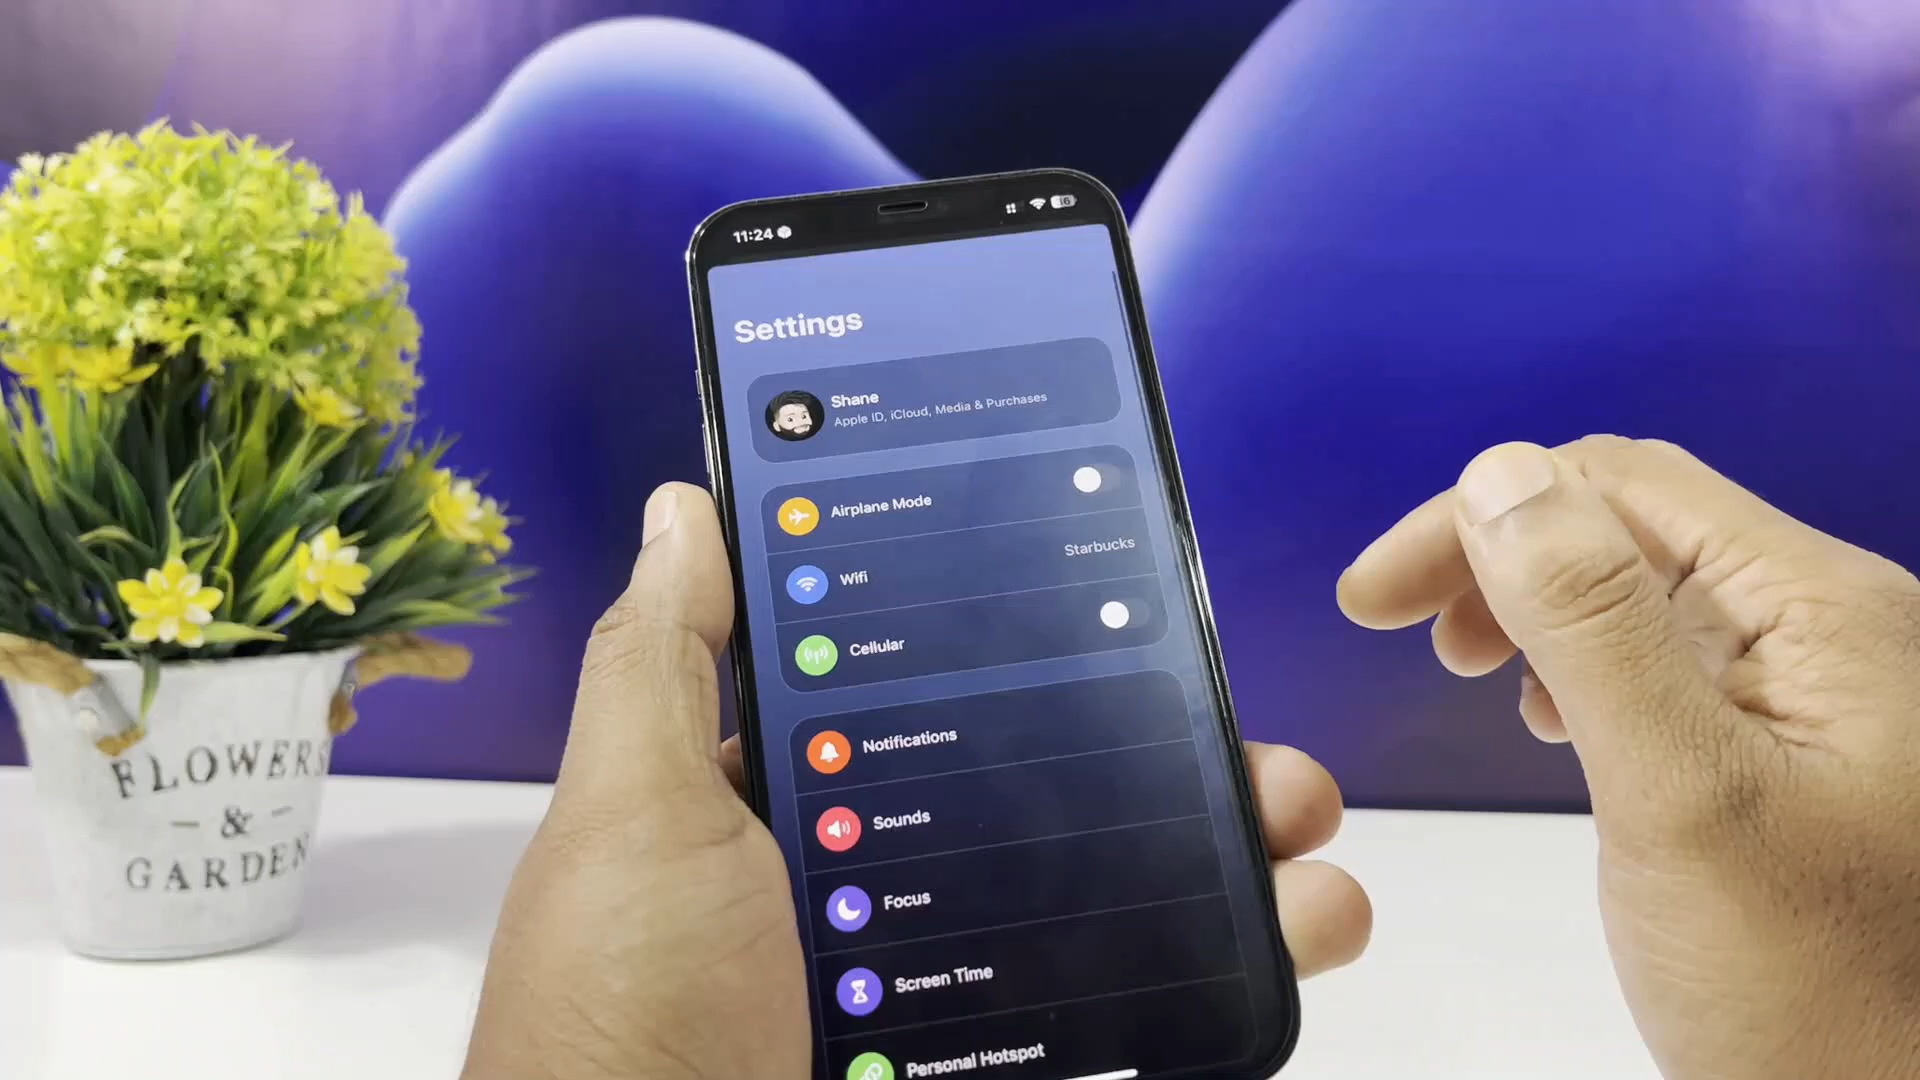 11:24
16
Settings
Shane
Apple ID, iCloud, Media & Purchases
Airplane Mode
Wifi
Starbucks
Cellular
Notifications
Sounds
Focus
Screen Time
Personal Hotspot
FLOWERS
&
GARDEN